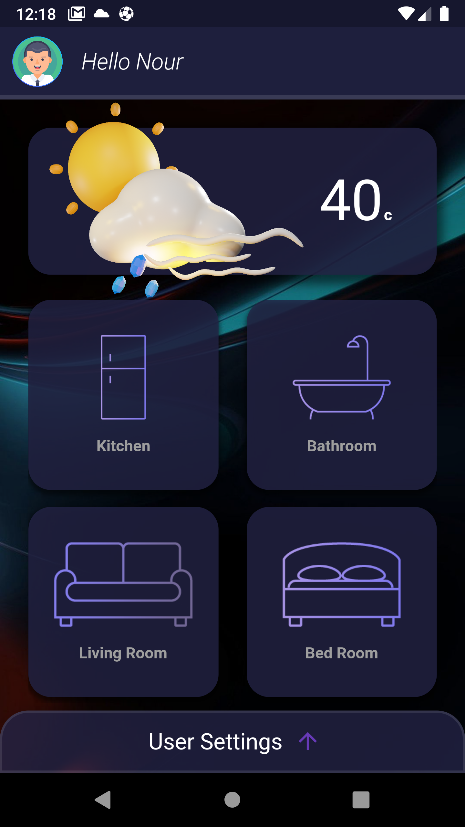 12:18
Hello Nour
40c
Kitchen
Bathroom
Living Room
Bed Room
User Settings